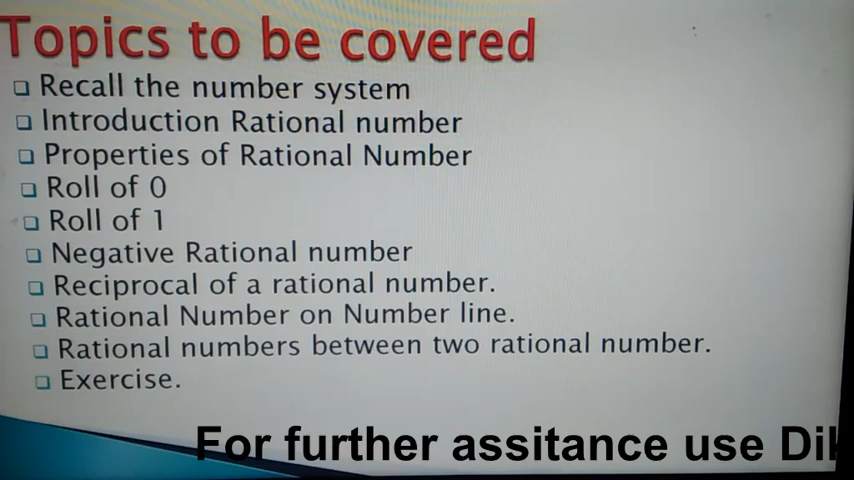 Topics to be covered
Recall the number system
Introduction Rational number
Properties of Rational Number
Roll of 0
Roll of 1
Negative Rational number
Reciprocal of a rational number.
Rational Number on Number line.
Rational numbers between two rational number.
Exercise.
For further assitance use